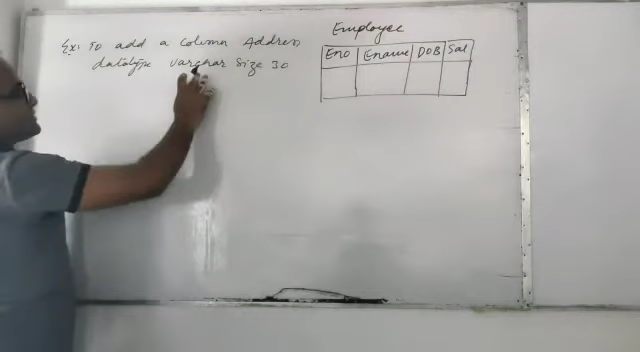 Ex: To add a column Address
datatype varchar size 30
Employee
Eno Ename DOB Sal